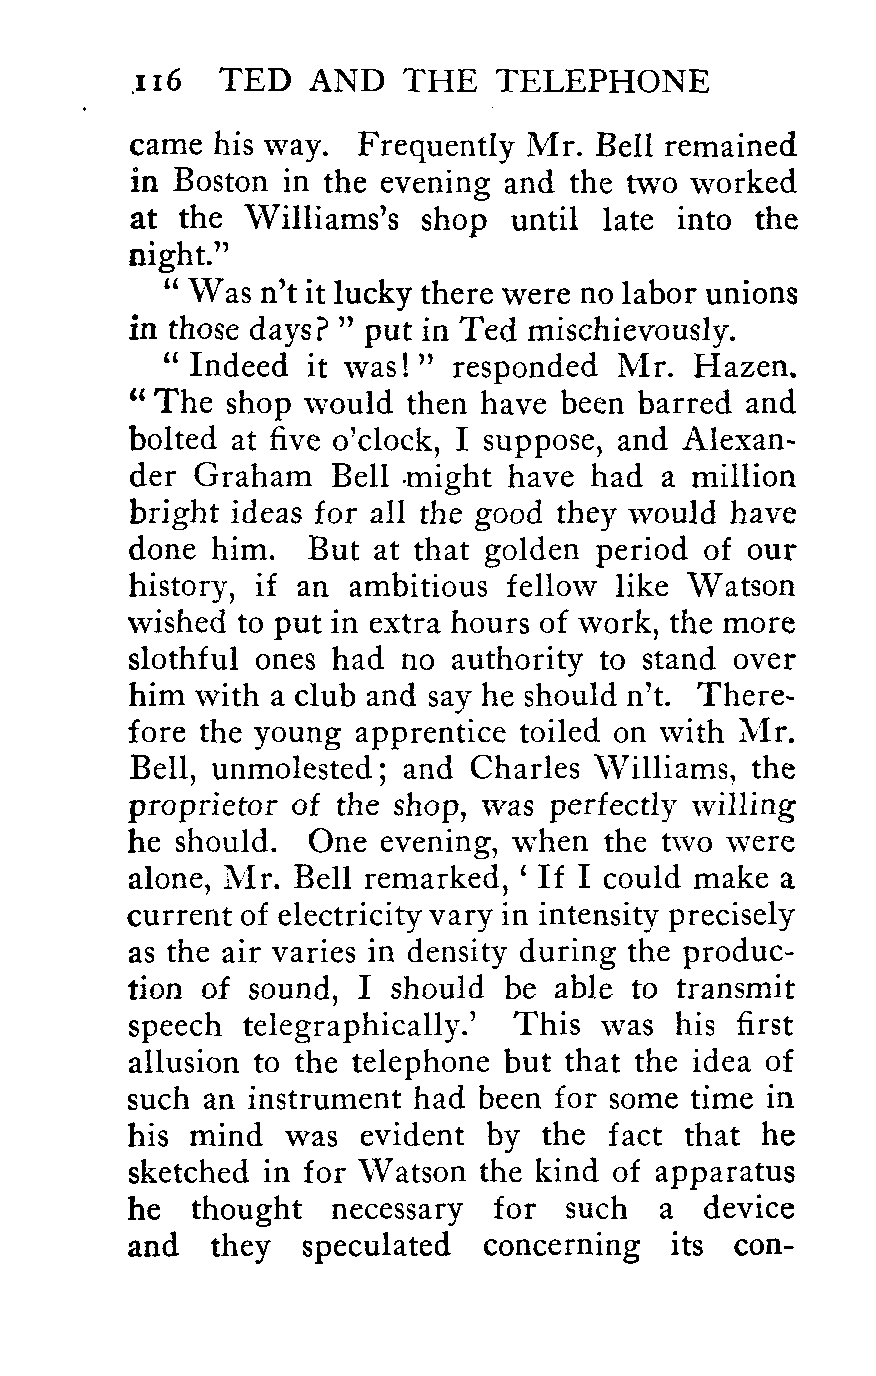 116 TED AND THE TELEPHONE
came his way. Frequently Mr. Bell remained
in Boston in the evening and the two worked
at the Williams's shop until late into the
night."
" Was n't it lucky there were no labor unions
in those days? " put in Ted mischievously.
" Indeed it was! " responded Mr. Hazen.
" The shop would then have been barred and
bolted at five o'clock, I suppose, and Alexan-
der Graham Bell might have had a million
bright ideas for all the good they would have
done him. But at that golden period of our
history, if an ambitious fellow like Watson
wished to put in extra hours of work, the more
slothful ones had no authority to stand over
him with a club and say he should n't. There-
fore the young apprentice toiled on with Mr.
Bell, unmolested; and Charles Williams, the
proprietor of the shop, was perfectly willing
he should. One evening, when the two were
alone, Mr. Bell remarked, ' If I could make a
current of electricity vary in intensity precisely
as the air varies in density during the produc-
tion of sound, I should be able to transmit
speech telegraphically.' This was his first
allusion to the telephone but that the idea of
such an instrument had been for some time in
his mind was evident by the fact that he
sketched in for Watson the kind of apparatus
he thought necessary for such a device
and they speculated concerning its con-